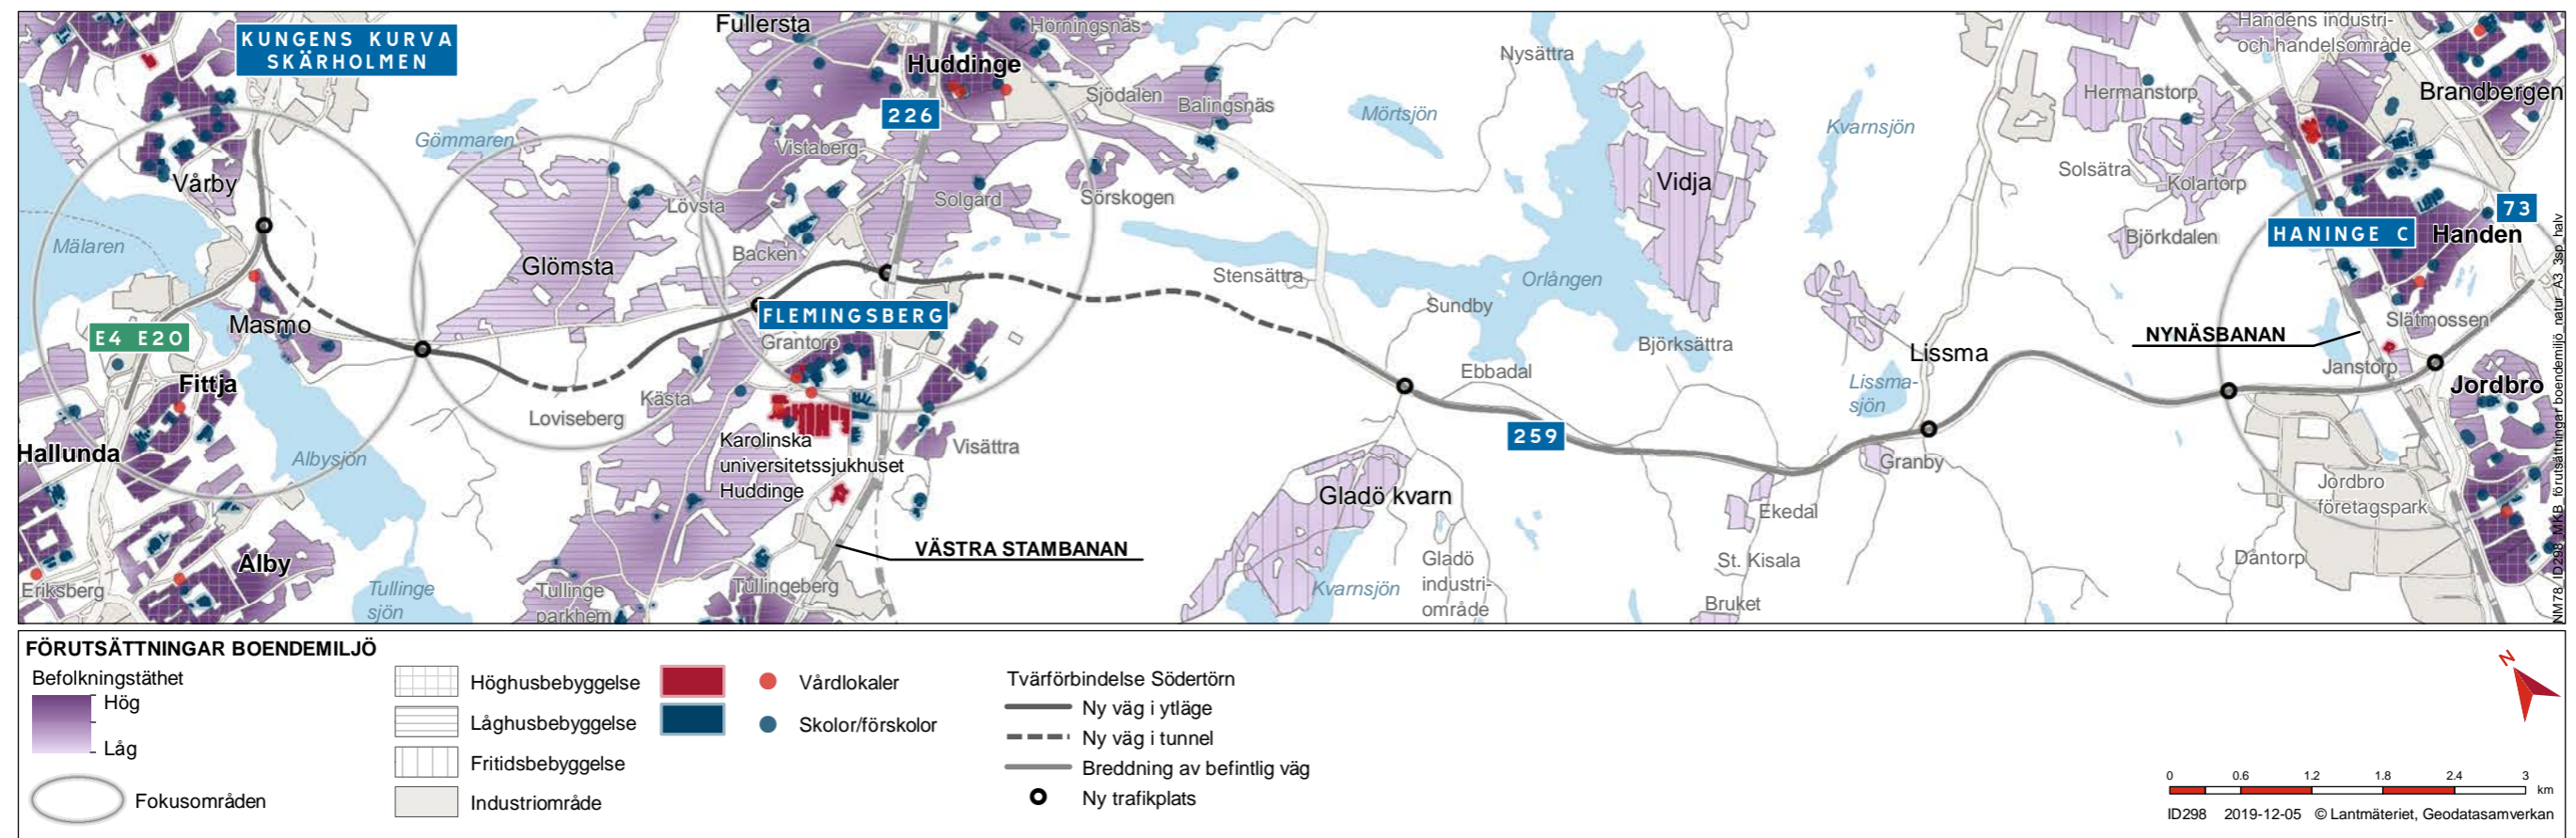 KUNGENS KURVA
SKÄRHOLMEN
Fullersta
Hörningsnäs
Huddinge
226
Sjödalen
Balingsnäs
Nysättra
Mörtsjön
Kvarnsjön
Handens industri-
och handelsområde
Hermanstorp
Brandbergen
Gömmaren
Vårby
Vistaberg
Lövsta
Solgård
Sörskogen
Vidja
Solsätra
Kolartorp
Björkdalen
HANINGE C
73
Handen
Mälaren
Glömsta
Backen
Stensättra
Orlången
Sundby
E4 E20
Masmo
FLEMINGSBERG
Grantorp
Björksättra
Lissma
NYNÄSBANAN
Slätmossen
Janstorp
Jordbro
Fittja
Kästa
Loviseberg
Ebbadal
Lissma-
sjön
259
Hallunda
Albysjön
Karolinska
universitetssjukhuset
Huddinge
Visättra
Granby
Gladö kvarn
Ekedal
Jordbro
företagspark
VÄSTRA STAMBANAN
Alby
Eriksberg
Tullinge
sjön
Tullinge
parkhem
Tullingeberg
Kvarnsjön
Gladö
industri-
område
St. Kisala
Bruket
Dåntorp
NM78_ID298_MKB_förutsättningar boendemiljö_natur_A3_3sp_halv
FÖRUTSÄTTNINGAR BOENDEMILJÖ
Befolkningstäthet
Hög
Låg
Fokusområden
Höghusbebyggelse
Låghusbebyggelse
Fritidsbebyggelse
Industriområde
Vårdlokaler
Skolor/förskolor
Tvärförbindelse Södertörn
Ny väg i ytläge
Ny väg i tunnel
Breddning av befintlig väg
Ny trafikplats
N
0 0.6 1.2 1.8 2.4 3
km
ID298 2019-12-05 © Lantmäteriet, Geodatasamverkan